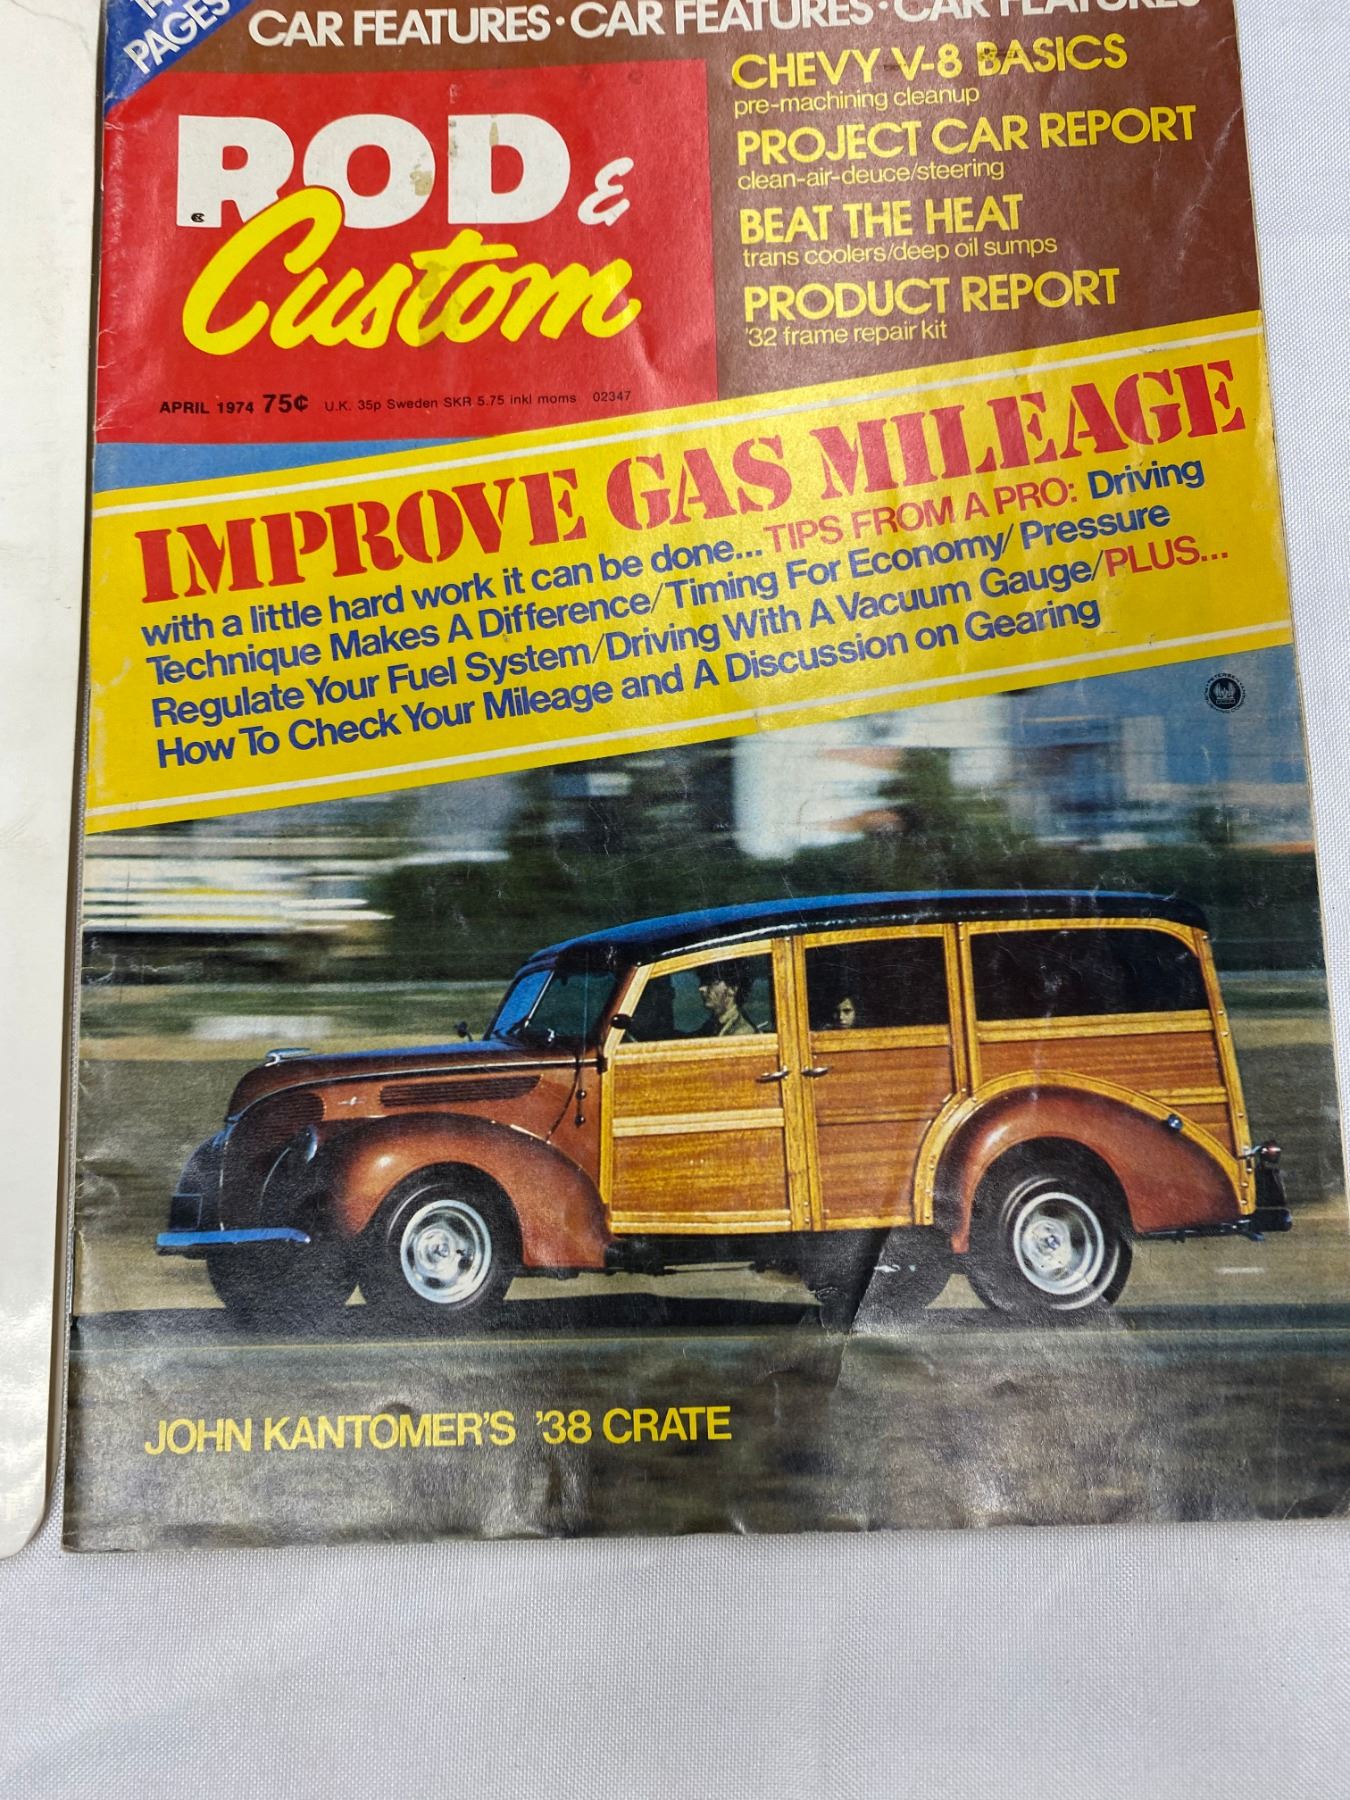 PAGES
CAR FEATURES · CAR FEATURES · CAR FEATURES
ROD &
Custom
APRIL 1974 75¢ U.K. 35p Sweden SKR 5.75 inkl moms 02347
CHEVY V-8 BASICS
pre-machining cleanup
PROJECT CAR REPORT
clean-air-deuce/steering
BEAT THE HEAT
trans coolers/deep oil sumps
PRODUCT REPORT
'32 frame repair kit
IMPROVE GAS MILEAGE
with a little hard work it can be done... TIPS FROM A PRO: Driving
Technique Makes A Difference/Timing For Economy/Pressure
Regulate Your Fuel System/Driving With A Vacuum Gauge/PLUS...
How To Check Your Mileage and A Discussion on Gearing
JOHN KANTOMER'S '38 CRATE